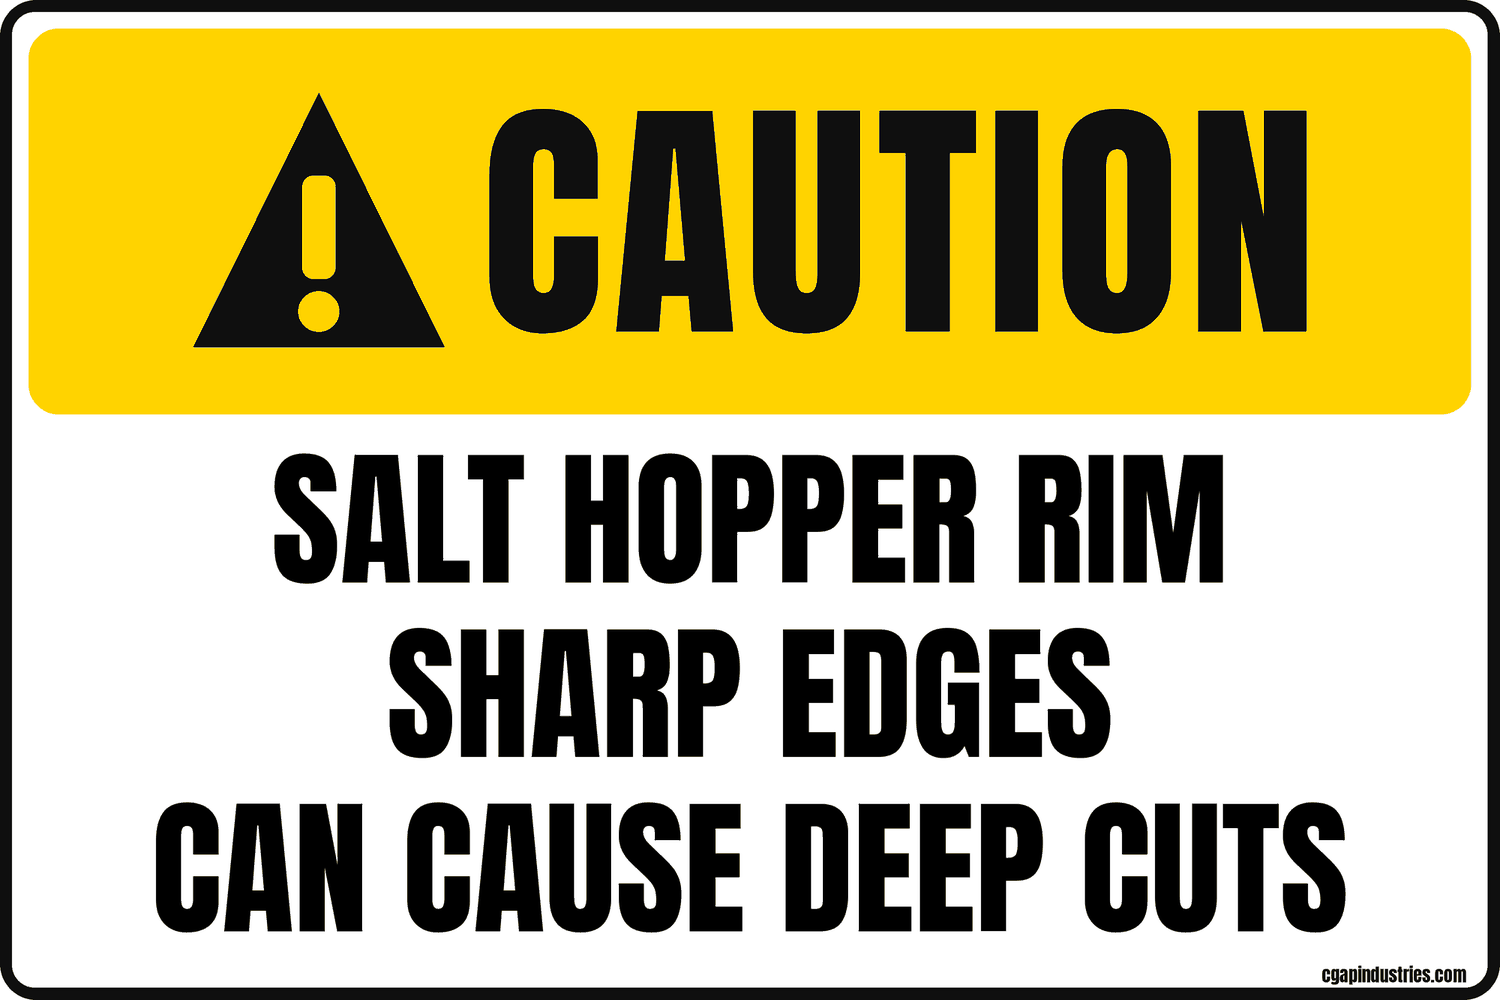 CAUTION
SALT HOPPER RIM
SHARP EDGES
CAN CAUSE DEEP CUTS
cgapindustries.com